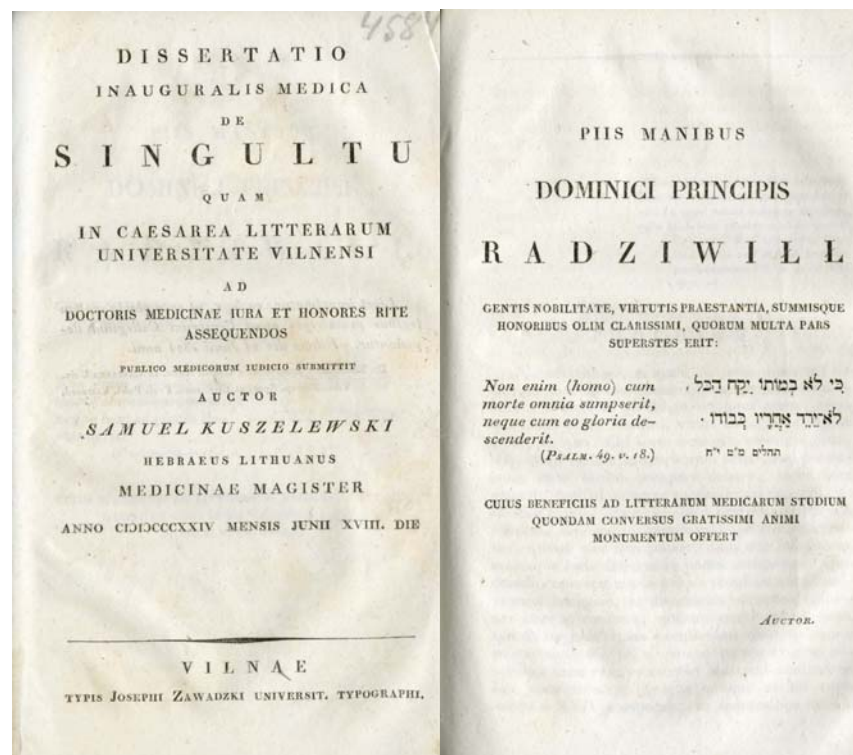 4584
DISSERTATIO
INAUGURALIS MEDICA
DE
SINGULTU
QUAM
IN CAESAREA LITTERARUM
UNIVERSITATE VILNENSI
AD
DOCTORIS MEDICINAE IURA ET HONORES RITE
ASSEQUENDOS
PUBLICO MEDICORUM IUDICIO SUBMITTIT
AUCTOR
SAMUEL KUSZELEWSKI
HEBRAEUS LITHUANUS
MEDICINAE MAGISTER
ANNO CIƆIƆCCCXXIV MENSIS JUNII XVIII. DIE
VILNAE
TYPIS JOSEPHI ZAWADZKI UNIVERSIT. TYPOGRAPHI.
PIIS MANIBUS
DOMINICI PRINCIPIS
RADZIWIŁŁ
GENTIS NOBILITATE, VIRTUTIS PRAESTANTIA, SUMMISQUE
HONORIBUS OLIM CLARISSIMI, QUORUM MULTA PARS
SUPERSTES ERIT:
Non enim (homo) cum
morte omnia sumpserit,
neque cum eo gloria de-
scenderit.
(PSALM. 49. v. 18.)
כִּי לֹא בְמוֹתוֹ יִקַּח הַכֹּל ,
לֹא־יֵרֵד אַחֲרָיו כְּבוֹדוֹ .
תהלים מ״ט י״ח
CUIUS BENEFICIIS AD LITTERARUM MEDICARUM STUDIUM
QUONDAM CONVERSUS GRATISSIMI ANIMI
MONUMENTUM OFFERT
AUCTOR.